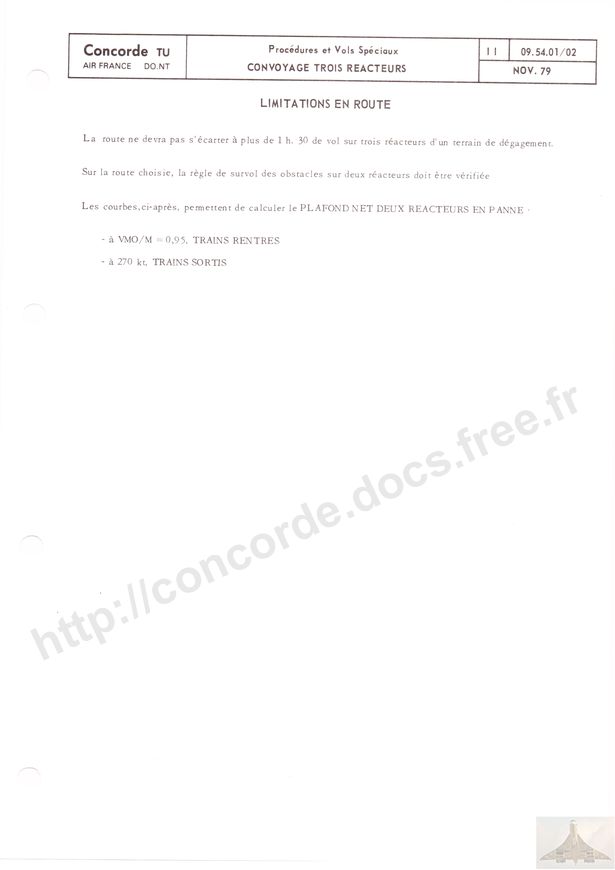 Concorde TU
AIR FRANCE DO.NT
Procédures et Vols Spéciaux
CONVOYAGE TROIS REACTEURS
11
09.54.01/02
NOV. 79
LIMITATIONS EN ROUTE
La route ne devra pas s'écarter à plus de 1 h. 30 de vol sur trois réacteurs d'un terrain de dégagement.
Sur la route choisie, la règle de survol des obstacles sur deux réacteurs doit être vérifiée
Les courbes, ci-après, permettent de calculer le PLAFOND NET DEUX REACTEURS EN PANNE :
- à VMO/M = 0,95, TRAINS RENTRES
- à 270 kt, TRAINS SORTIS
http://concorde.docs.free.fr